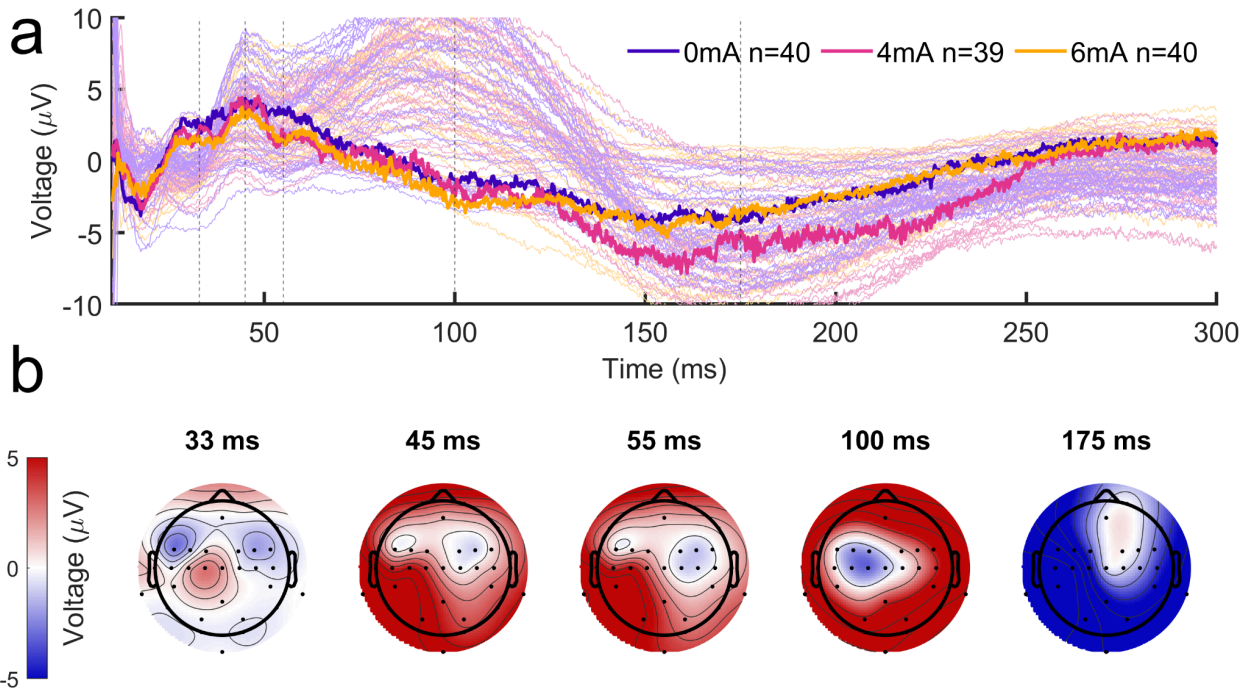 a
10
5
0
-5
-10
Voltage (μV)
0mA n=40 4mA n=39 6mA n=40
50 100 150 200 250 300
Time (ms)
b
33 ms 45 ms 55 ms 100 ms 175 ms
5
0
-5
Voltage (μV)